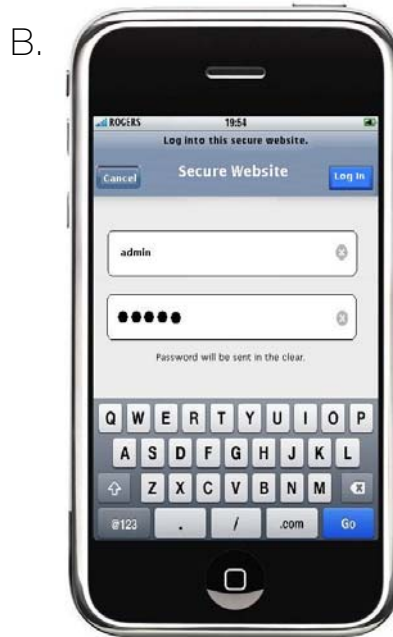 B.
ROGERS 19:54
Log into this secure website.
Cancel Secure Website Log In
admin
●●●●●
Password will be sent in the clear.
Q W E R T Y U I O P
A S D F G H J K L
Z X C V B N M
@123 . / .com Go